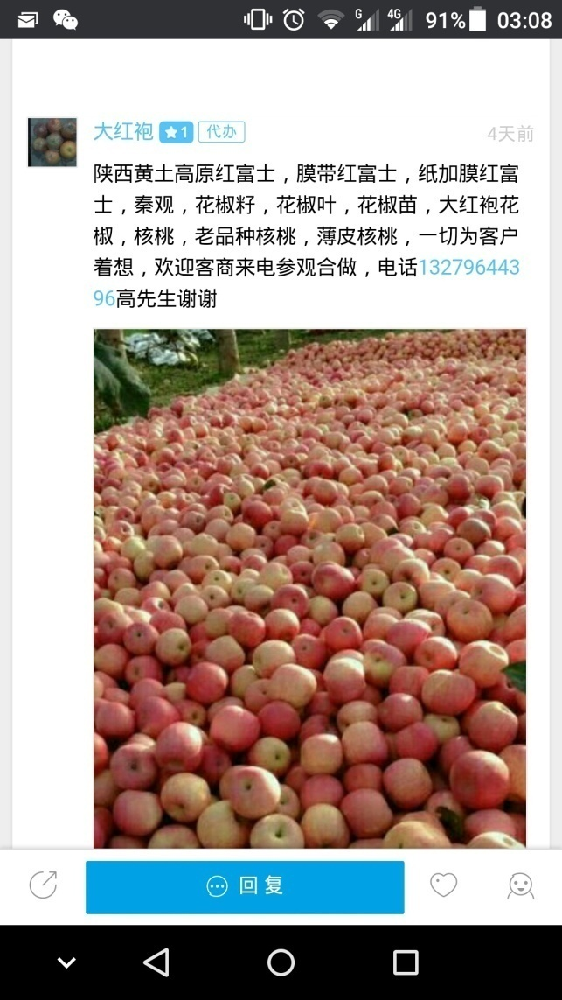 G 4G 91% 03:08
大红袍 ★1 代办 4天前
陕西黄土高原红富士，膜带红富士，纸加膜红富
士，秦观，花椒籽，花椒叶，花椒苗，大红袍花
椒，核桃，老品种核桃，薄皮核桃，一切为客户
着想，欢迎客商来电参观合做，电话132796443
96高先生谢谢
回复